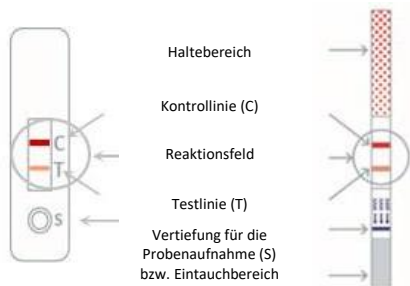 Haltebereich
Kontrollinie (C)
Reaktionsfeld
Testlinie (T)
Vertiefung für die
Probenaufnahme (S)
bzw. Eintauchbereich
C
T
S